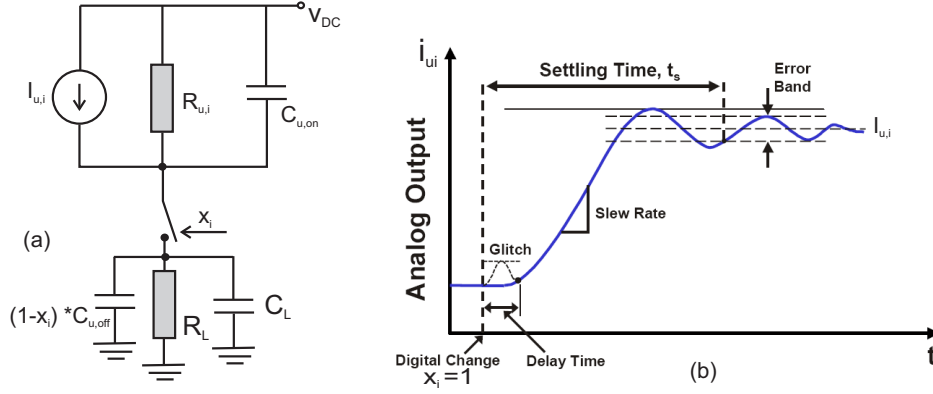 (a)
V_DC
I_u,i
R_u,i
C_u,on
x_i
(1-x_i) *C_u,off
R_L
C_L
i_ui
Analog Output
Settling Time, t_s
Error
Band
I_u,i
Slew Rate
Glitch
Digital Change
x_i =1
Delay Time
(b)
t